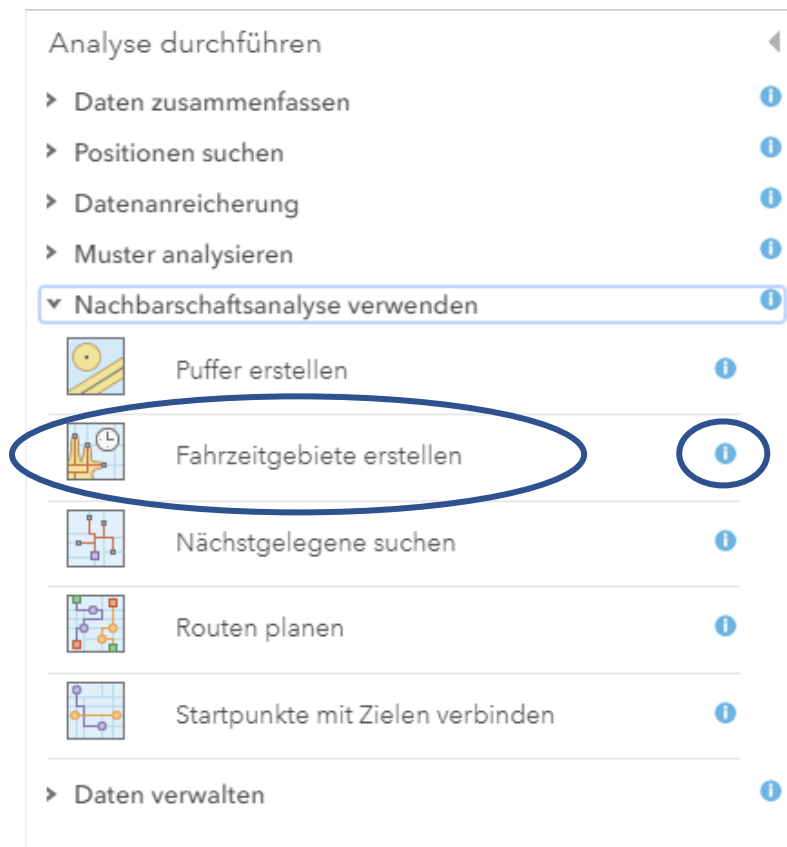 Analyse durchführen
Daten zusammenfassen
Positionen suchen
Datenanreicherung
Muster analysieren
Nachbarschaftsanalyse verwenden
Puffer erstellen
Fahrzeitgebiete erstellen
Nächstgelegene suchen
Routen planen
Startpunkte mit Zielen verbinden
Daten verwalten